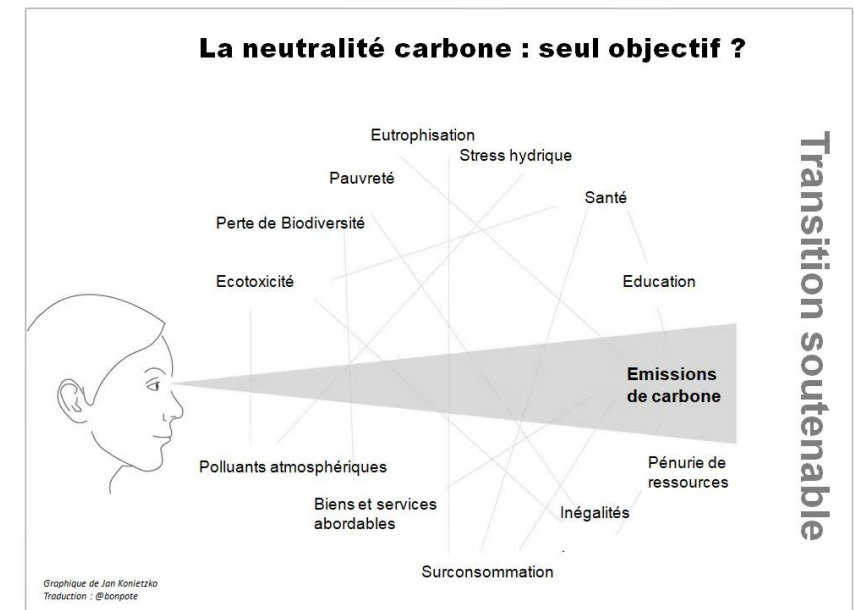 La neutralité carbone : seul objectif ?
Eutrophisation
Stress hydrique
Pauvreté
Santé
Perte de Biodiversité
Ecotoxicité
Education
Emissions
de carbone
Polluants atmosphériques
Pénurie de
ressources
Biens et services
abordables
Inégalités
Surconsommation
Transition soutenable
Graphique de Jan Konietzko
Traduction : @bonpote